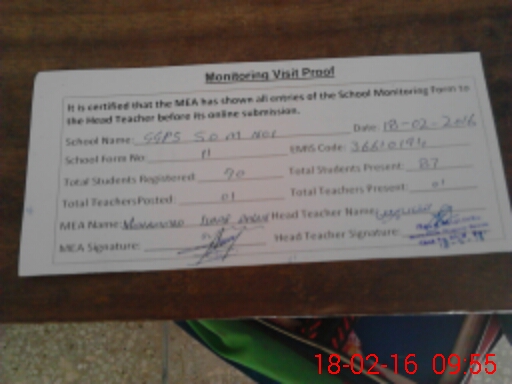 Monitoring Visit Proof
It is certified that the MEA has shown all entries of the School Monitoring Form to
the Head Teacher before its online submission.
School Name: GGPS Date: 18-02-2016
School Form No: 11 EMIS Code:
Total Students Registered: 90 Total Students Present: 87
Total Teachers Posted: 01 Total Teachers Present: 01
MEA Name: Muhammad Head Teacher Name:
MEA Signature: Head Teacher Signature:
18-02-16 09:55